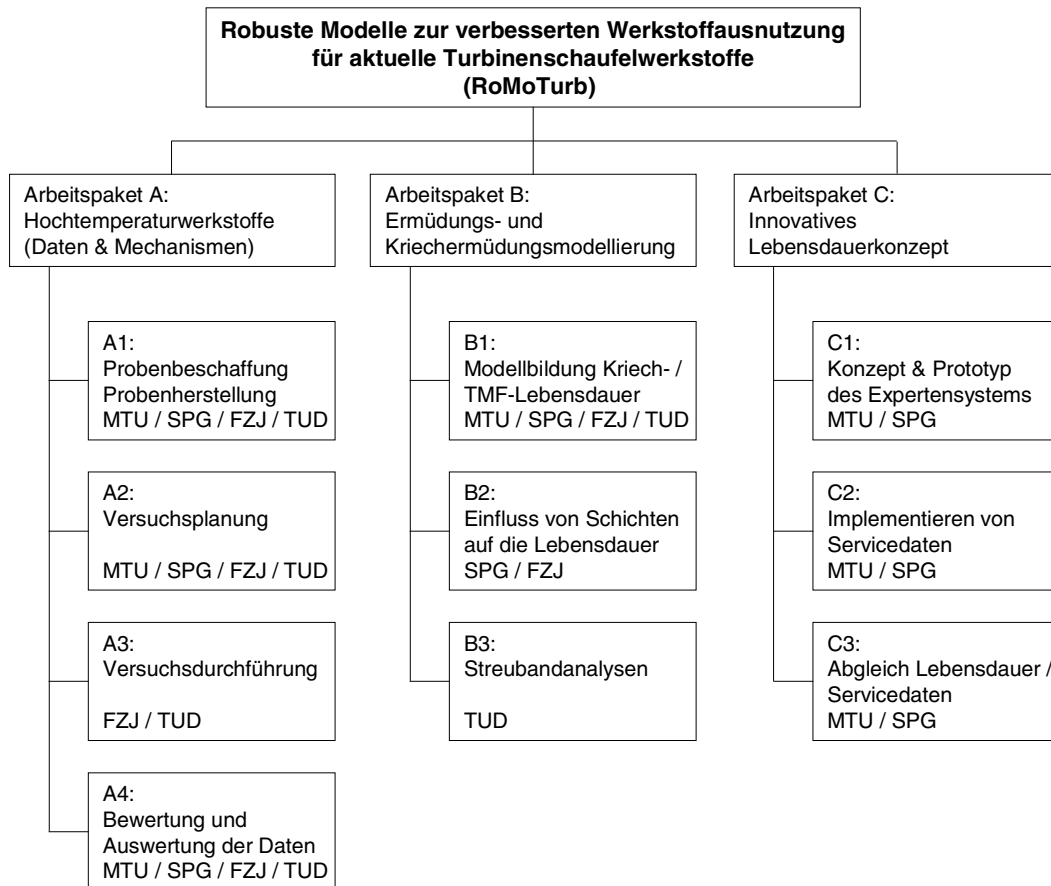 Robuste Modelle zur verbesserten Werkstoffausnutzung
für aktuelle Turbinenschaufelwerkstoffe
(RoMoTurb)
Arbeitspaket A:
Hochtemperaturwerkstoffe
(Daten & Mechanismen)
A1:
Probenbeschaffung
Probenherstellung
MTU / SPG / FZJ / TUD
A2:
Versuchsplanung
MTU / SPG / FZJ / TUD
A3:
Versuchsdurchführung
FZJ / TUD
A4:
Bewertung und
Auswertung der Daten
MTU / SPG / FZJ / TUD
Arbeitspaket B:
Ermüdungs- und
Kriechermüdungsmodellierung
B1:
Modellbildung Kriech- /
TMF-Lebensdauer
MTU / SPG / FZJ / TUD
B2:
Einfluss von Schichten
auf die Lebensdauer
SPG / FZJ
B3:
Streubandanalysen
TUD
Arbeitspaket C:
Innovatives
Lebensdauerkonzept
C1:
Konzept & Prototyp
des Expertensystems
MTU / SPG
C2:
Implementieren von
Servicedaten
MTU / SPG
C3:
Abgleich Lebensdauer /
Servicedaten
MTU / SPG